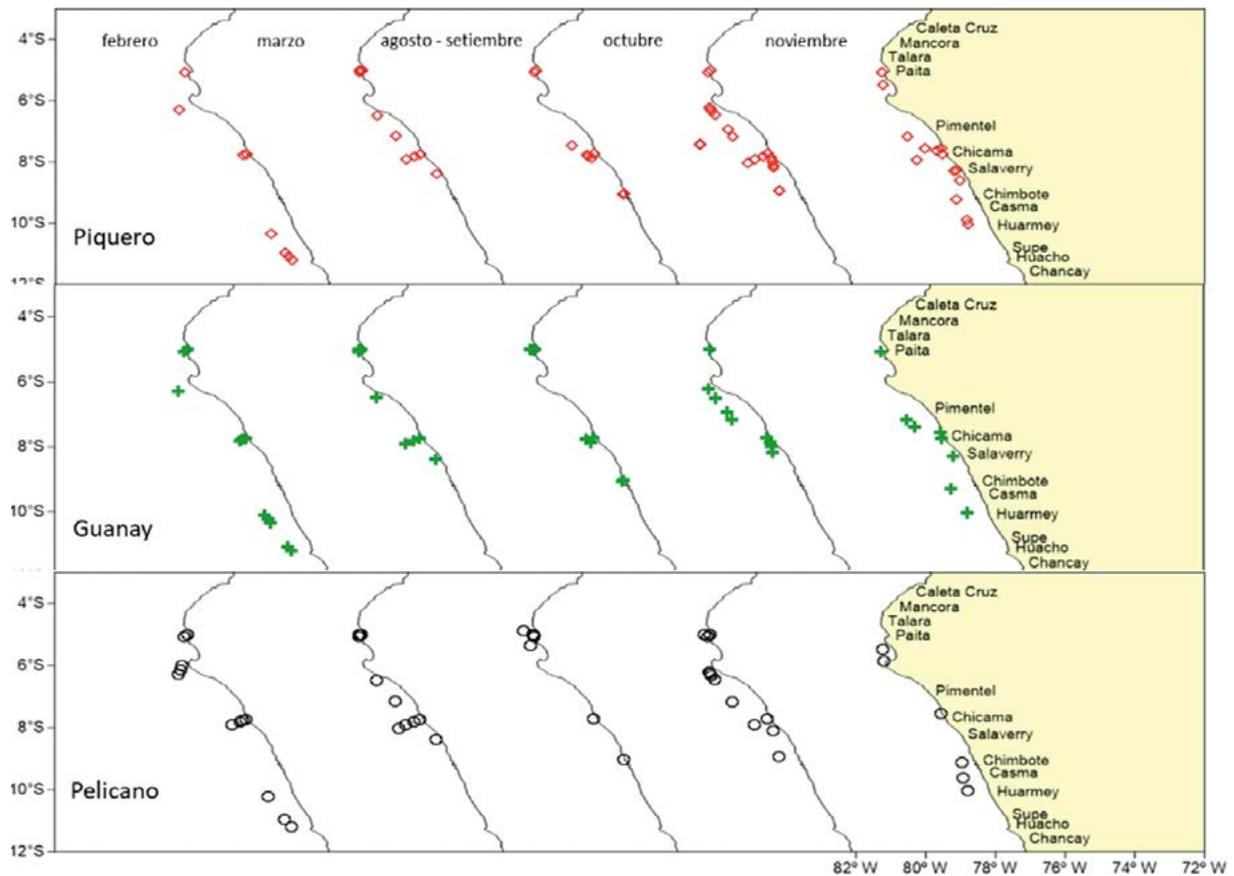 febrero
marzo
agosto - setiembre
octubre
noviembre
4°S
6°S
8°S
10°S
12°S
Piquero
Caleta Cruz
Mancora
Talara
Paita
Pimentel
Chicama
Salaverry
Chimbote
Casma
Huarmey
Supe
Huacho
Chancay
4°S
6°S
8°S
10°S
Guanay
Caleta Cruz
Mancora
Talara
Paita
Pimentel
Chicama
Salaverry
Chimbote
Casma
Huarmey
Supe
Huacho
Chancay
4°S
6°S
8°S
10°S
12°S
Pelicano
Caleta Cruz
Mancora
Talara
Paita
Pimentel
Chicama
Salaverry
Chimbote
Casma
Huarmey
Supe
Huacho
Chancay
82° W 80° W 78° W 76° W 74° W 72° W